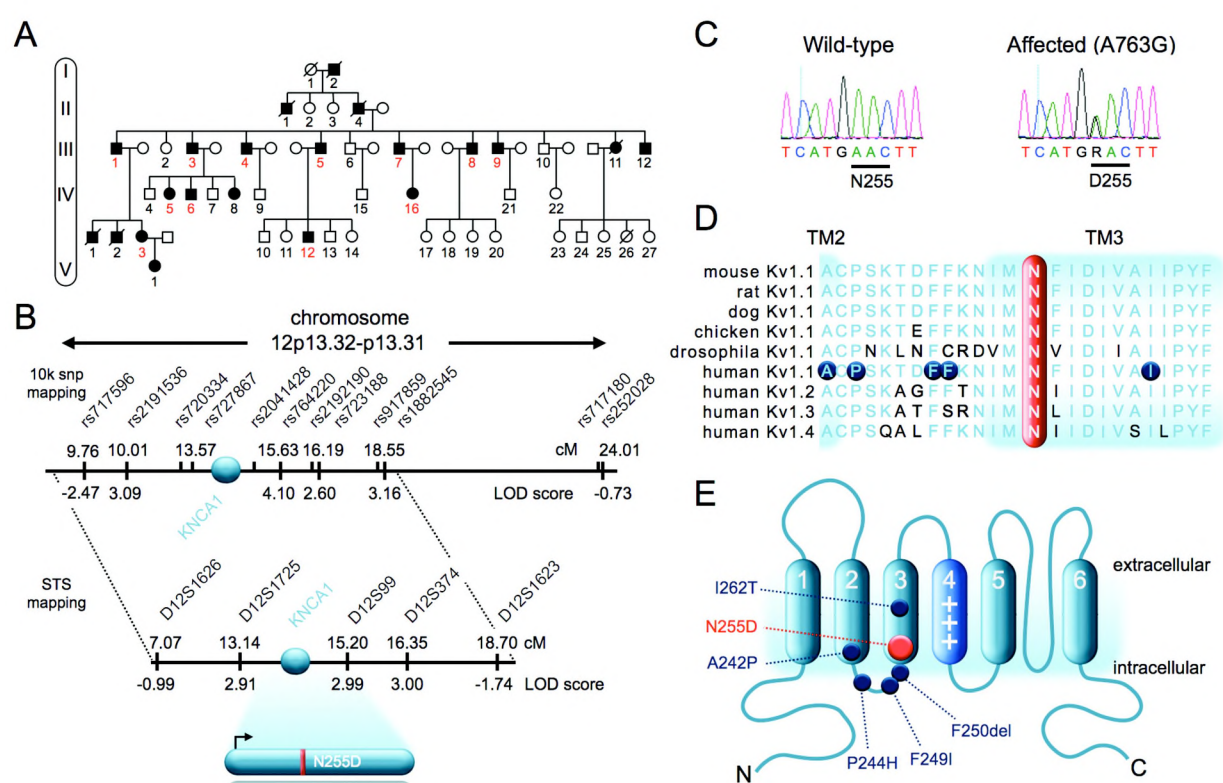 A
I
1 2
II
1 2 3 4
III
1 2 3 4 5 6 7 8 9 10 11 12
IV
4 5 6 7 8 9 15 16 21 22
1 2 3 10 11 12 13 14 17 18 19 20 23 24 25 26 27
V
1
B
chromosome
12p13.32-p13.31
10k snp
mapping
rs717596 rs2191536 rs720334 rs727867 rs2041428 rs764220 rs2192190 rs723188 rs917859 rs1882545 rs717180 rs252028
9.76 10.01 13.57 15.63 16.19 18.55 cM 24.01
-2.47 3.09 4.10 2.60 3.16 LOD score -0.73
KNCA1
STS
mapping
D12S1626 D12S1725 KNCA1 D12S99 D12S374 D12S1623
7.07 13.14 15.20 16.35 18.70 cM
-0.99 2.91 2.99 3.00 -1.74 LOD score
N255D
C
Wild-type Affected (A763G)
TCATGAACTT TCATGRACTT
N255 D255
D
TM2 TM3
mouse Kv1.1 ACPSKTDFFKNIMNFIDIVAIIPYF
rat Kv1.1 ACPSKTDFFKNIMNFIDIVAIIPYF
dog Kv1.1 ACPSKTDFFKNIMNFIDIVAIIPYF
chicken Kv1.1 ACPSKTEFFKNIMNFIDIVAIIPYF
drosophila Kv1.1 ACPNKLNFCRDVMNVIDIIAIIPYF
human Kv1.1 ACPSKTDFFKNIMNFIDIVAIIPYF
human Kv1.2 ACPSKAGFFTNIMNIIDIVAIIPYF
human Kv1.3 ACPSKATFSRNIMNLIDIVAIIPYF
human Kv1.4 ACPSQALFFKNIMNIIDIVSILPYF
E
1 2 3 4 5 6
+
+
+
extracellular
intracellular
I262T
N255D
A242P
P244H
F249I
F250del
N
C